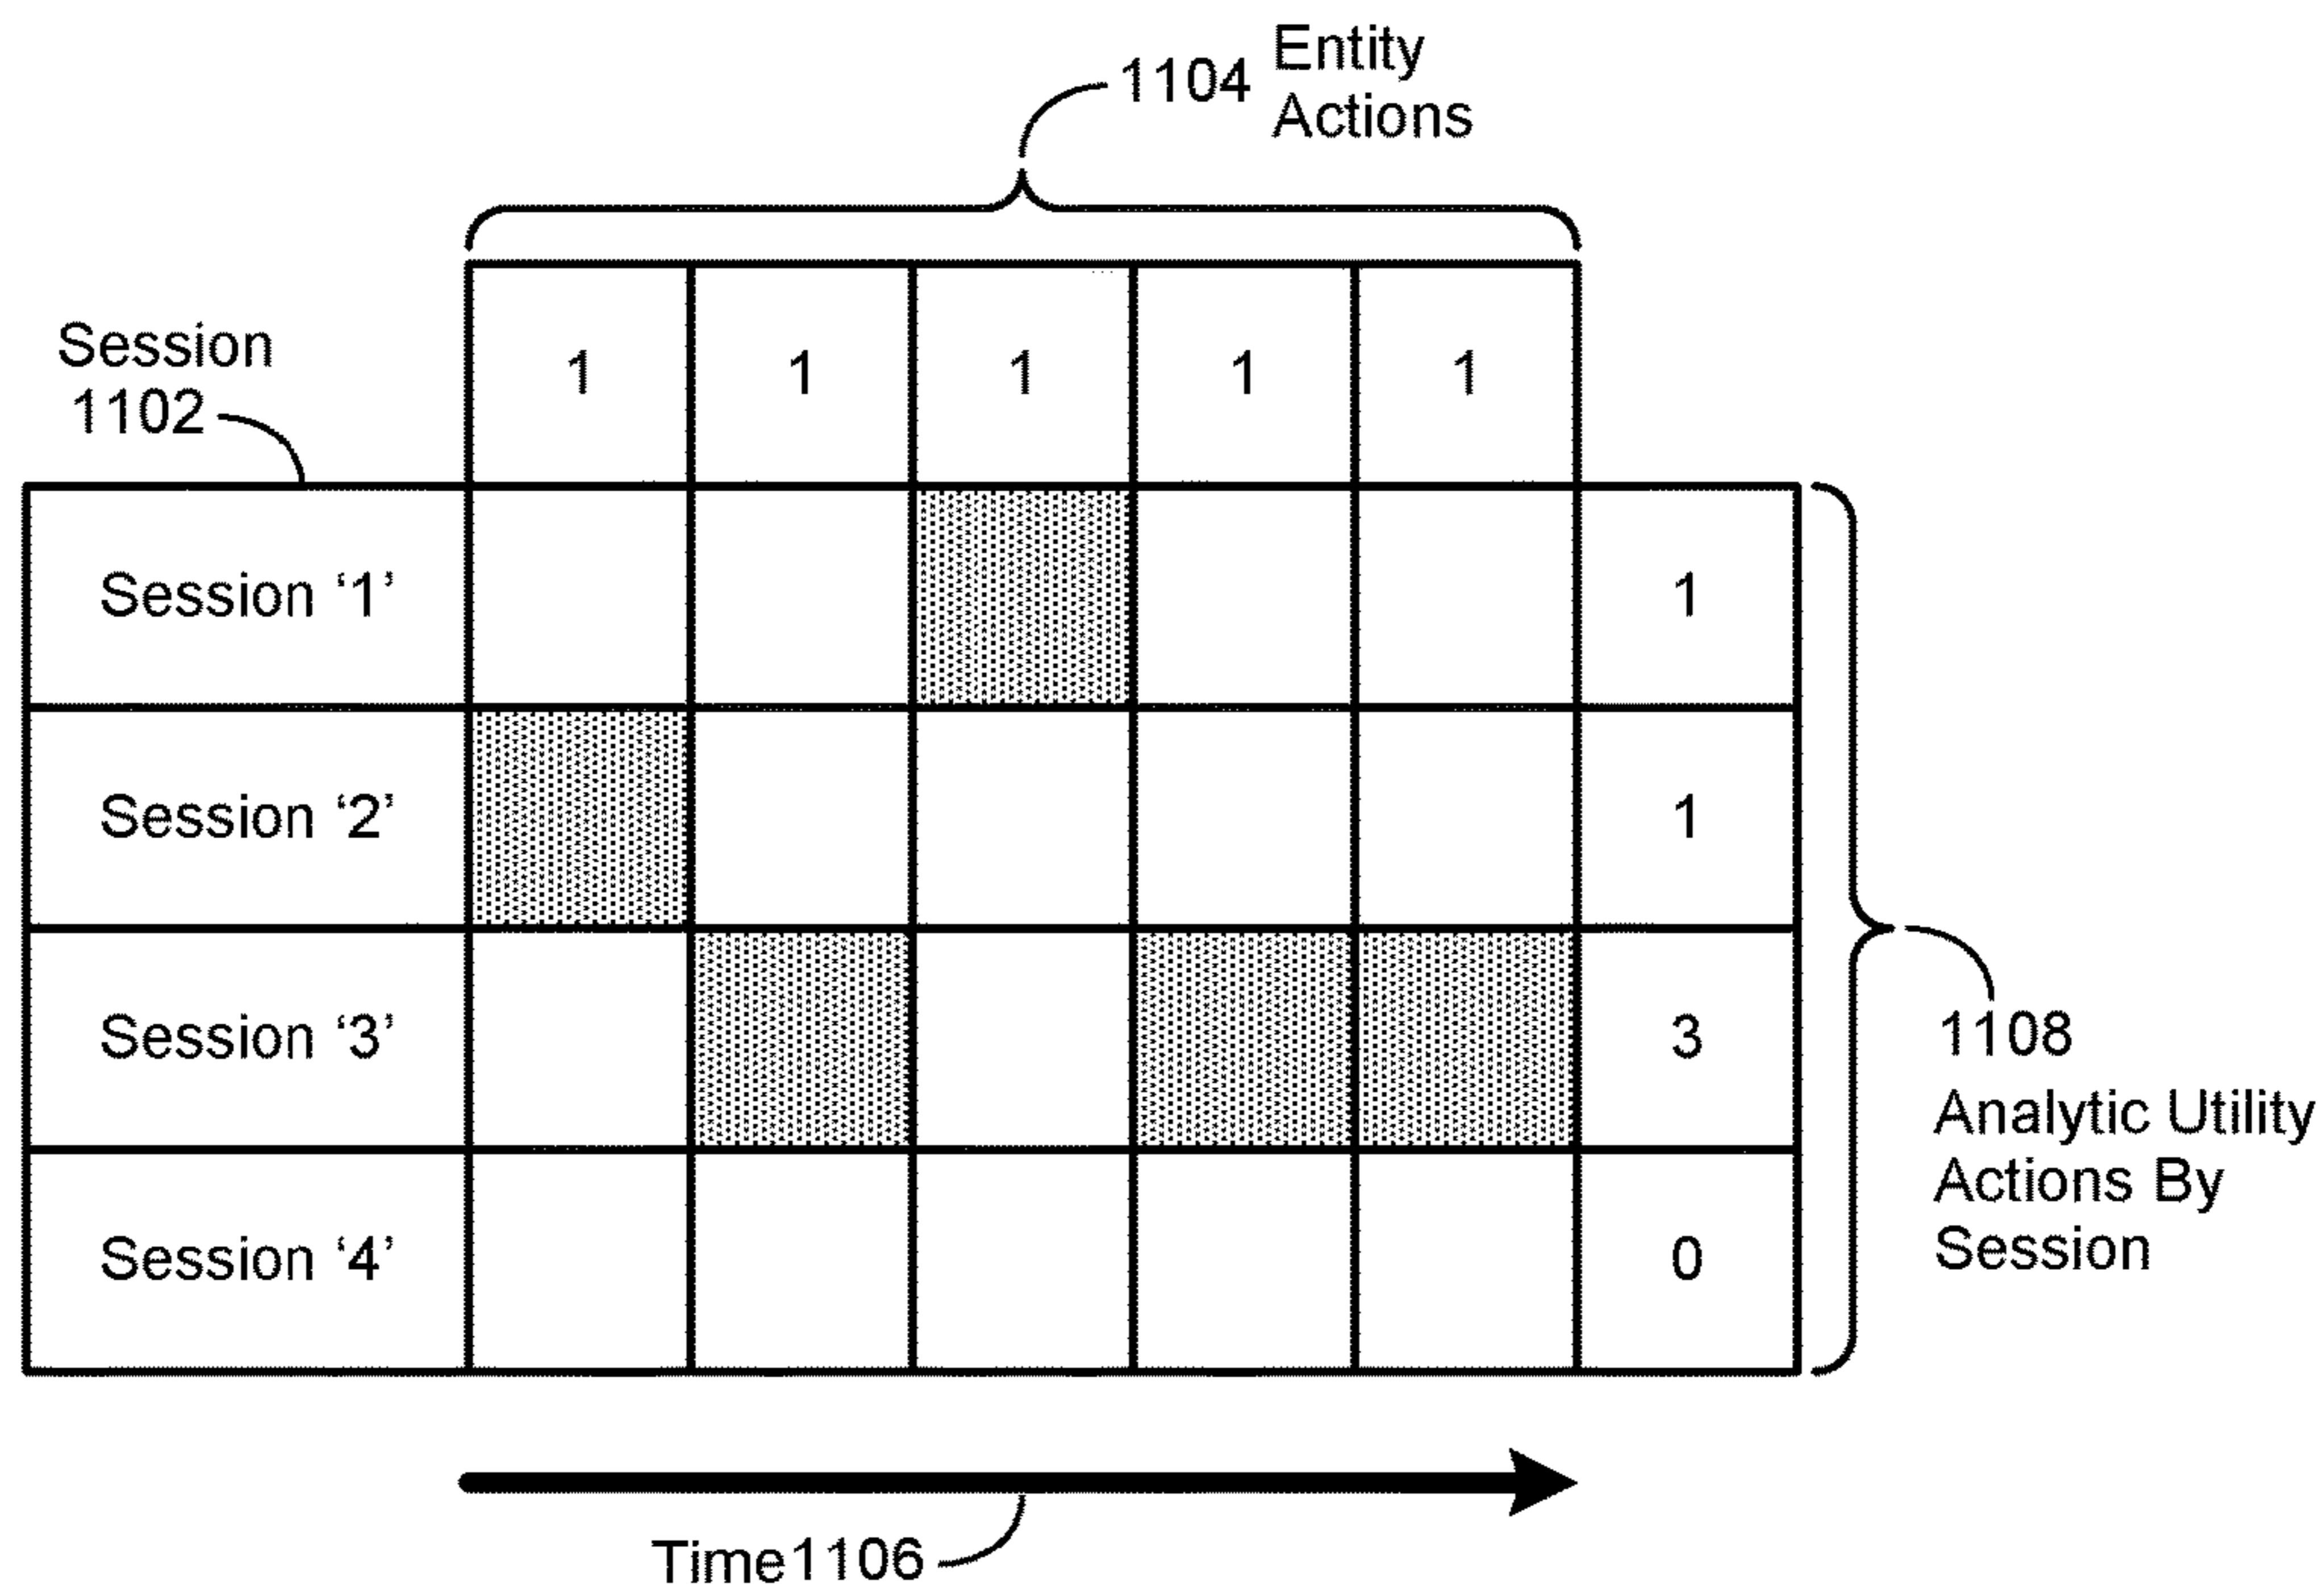 Entity
1104
Actions
Session
1102
1 1 1 1 1
Session ‘1’ 1
Session ‘2’ 1
Session ‘3’ 3
Session ‘4’ 0
1108
Analytic Utility
Actions By
Session
Time1106